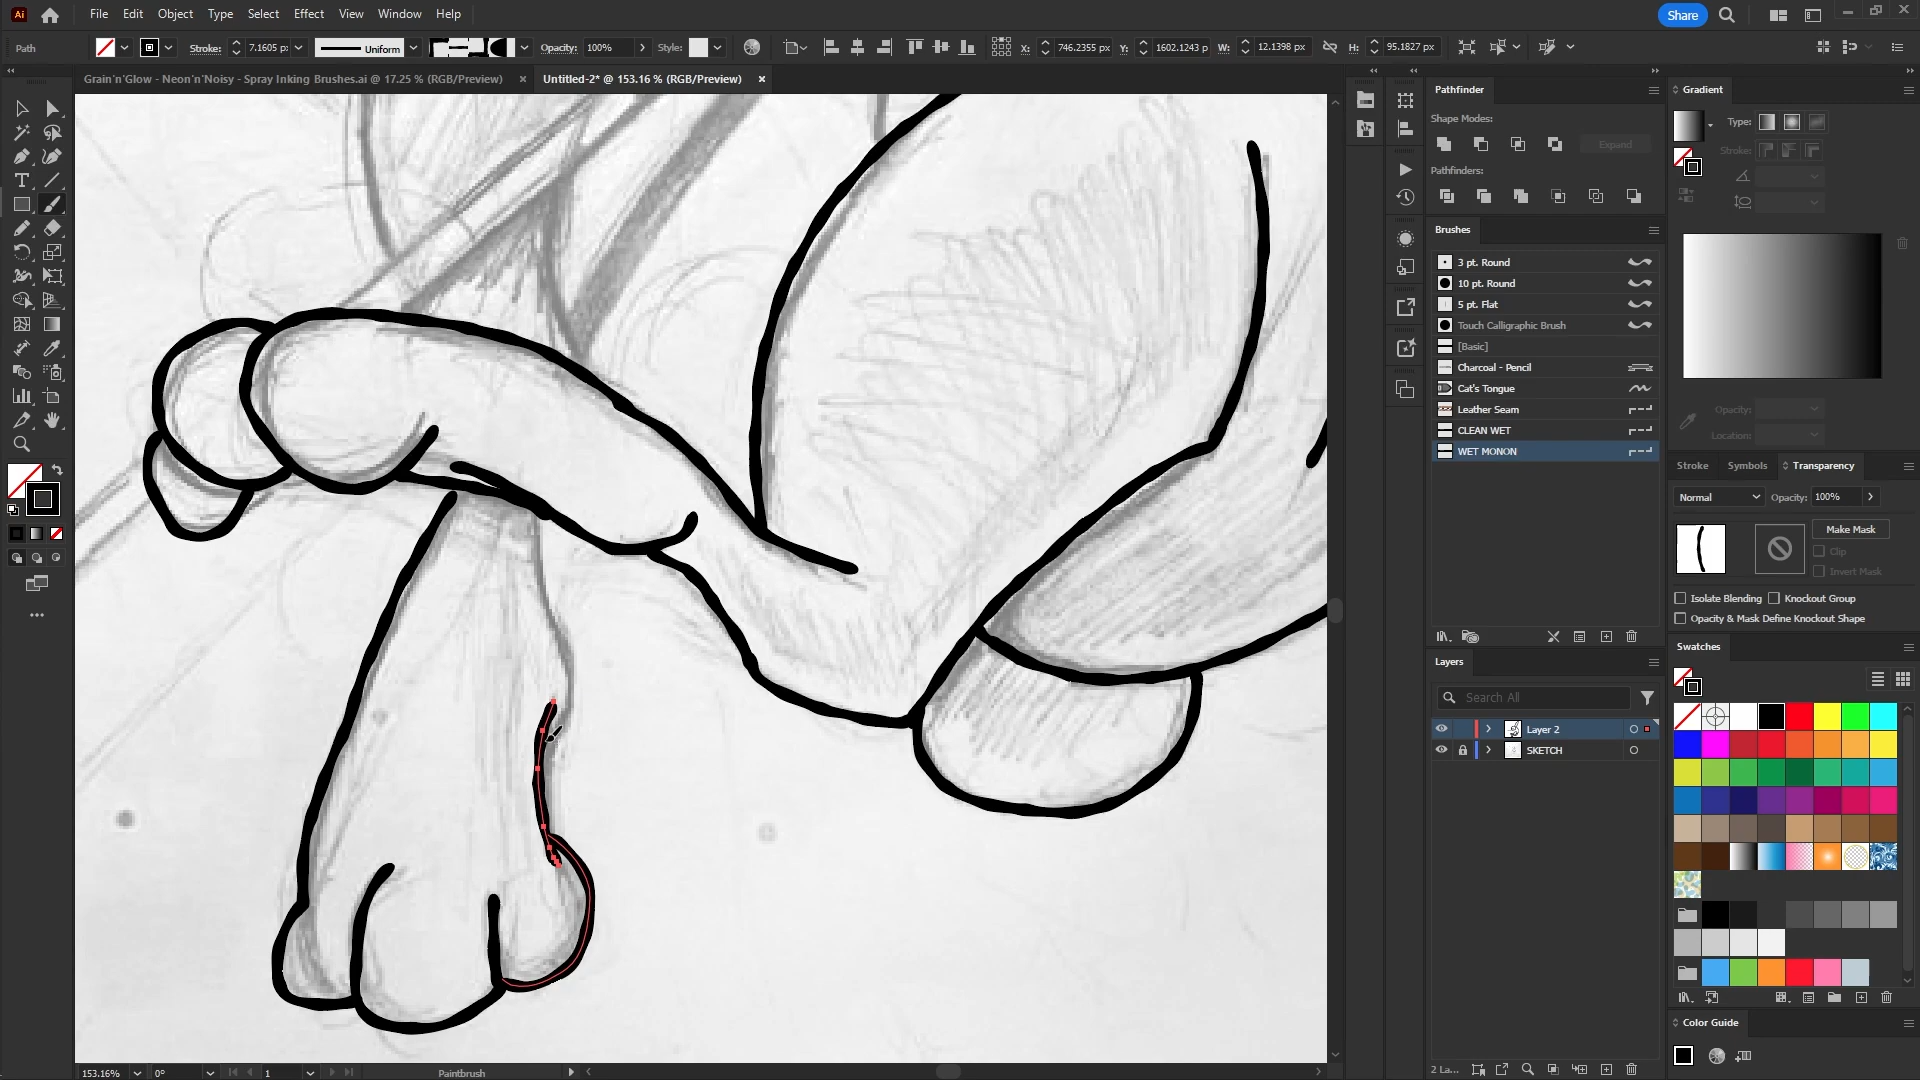 Ai File Edit Object Type Select Effect View Window Help Share
Path Stroke: 7.1605 px Uniform Opacity: 100% Style: X: 746.2355 px Y: 1602.1243 p W: 12.1398 px H: 95.1827 px
Grain'n'Glow - Neon'n'Noisy - Spray Inking Brushes.ai @ 17.25 % (RGB/Preview) × Untitled-2* @ 153.16 % (RGB/Preview) ×
Pathfinder
Shape Modes:
Expand
Pathfinders:
Brushes
3 pt. Round
10 pt. Round
5 pt. Flat
Touch Calligraphic Brush
[Basic]
Charcoal - Pencil
Cat's Tongue
Leather Seam
CLEAN WET
WET MONON
Layers
Search All
Layer 2
SKETCH
2 La...
Gradient
Type:
Stroke:
Opacity:
Location:
Stroke Symbols Transparency
Normal Opacity: 100%
Make Mask
Clip
Invert Mask
Isolate Blending Knockout Group
Opacity & Mask Define Knockout Shape
Swatches
Color Guide
153.16% 0° 1 Paintbrush